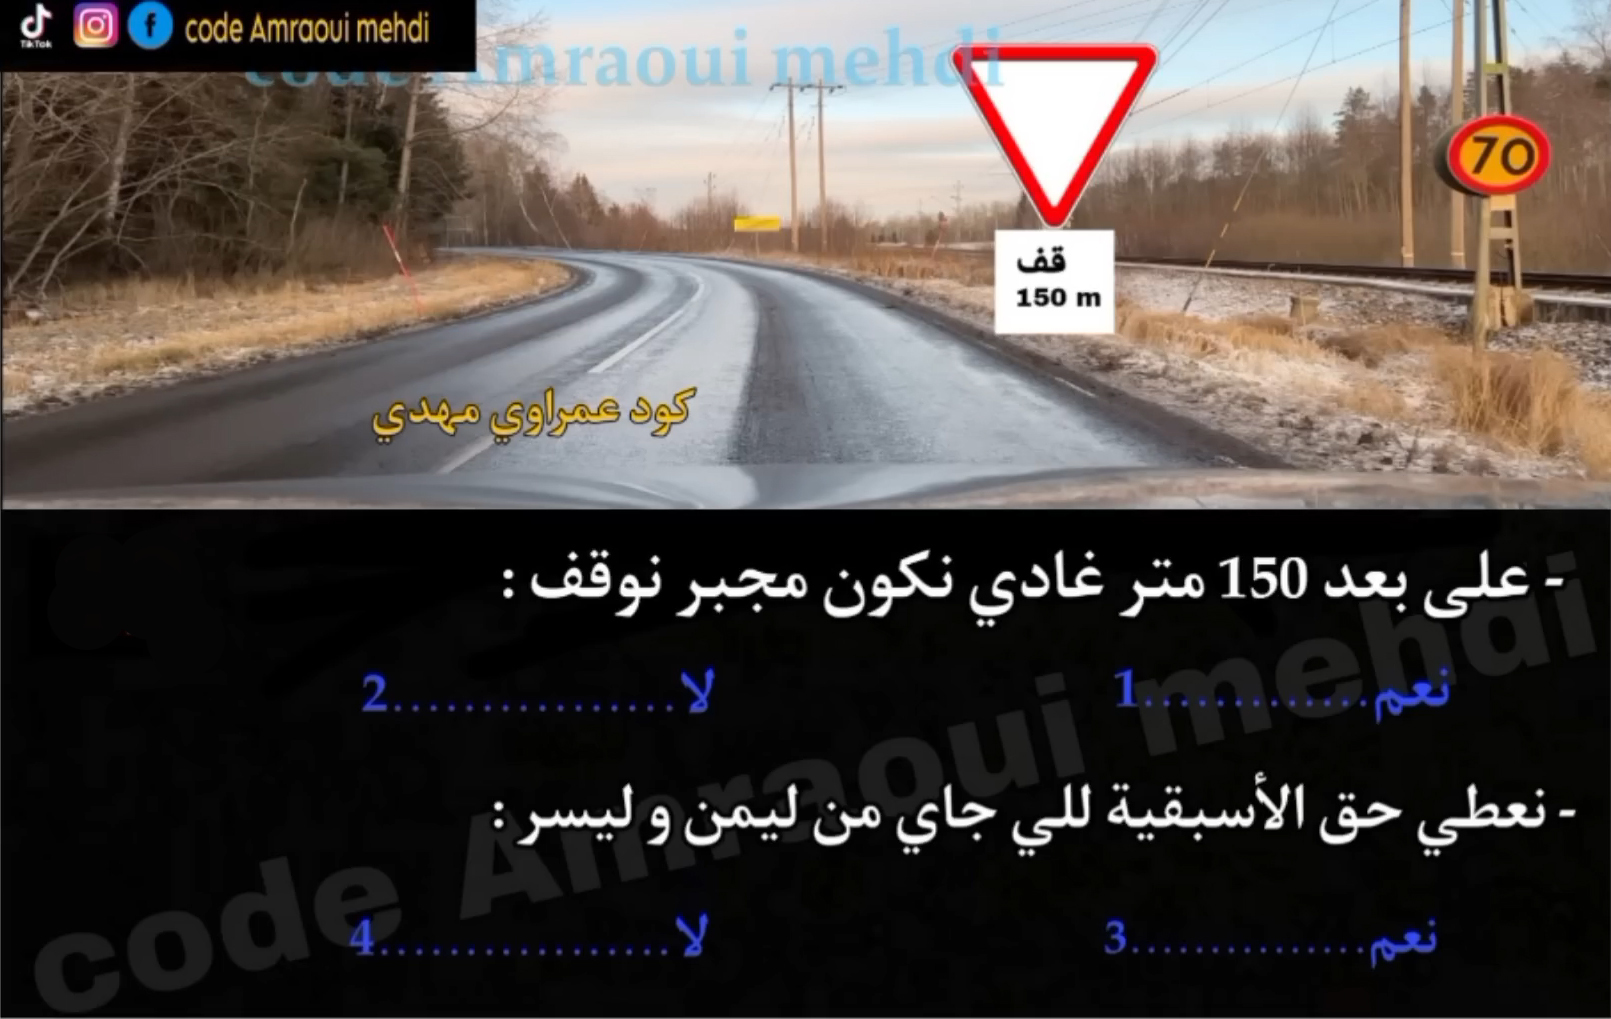 TikTok
code Amraoui mehdi
code Amraoui mehdi
70
قف
150 m
كود عمراوي مهدي
- على بعد 150 متر غادي نكون مجبر نوقف :
نعم.............1 لا................2
- نعطي حق الأسبقية للي جاي من ليمن و ليسر :
نعم..............3 لا.................4
code Amraoui mehdi